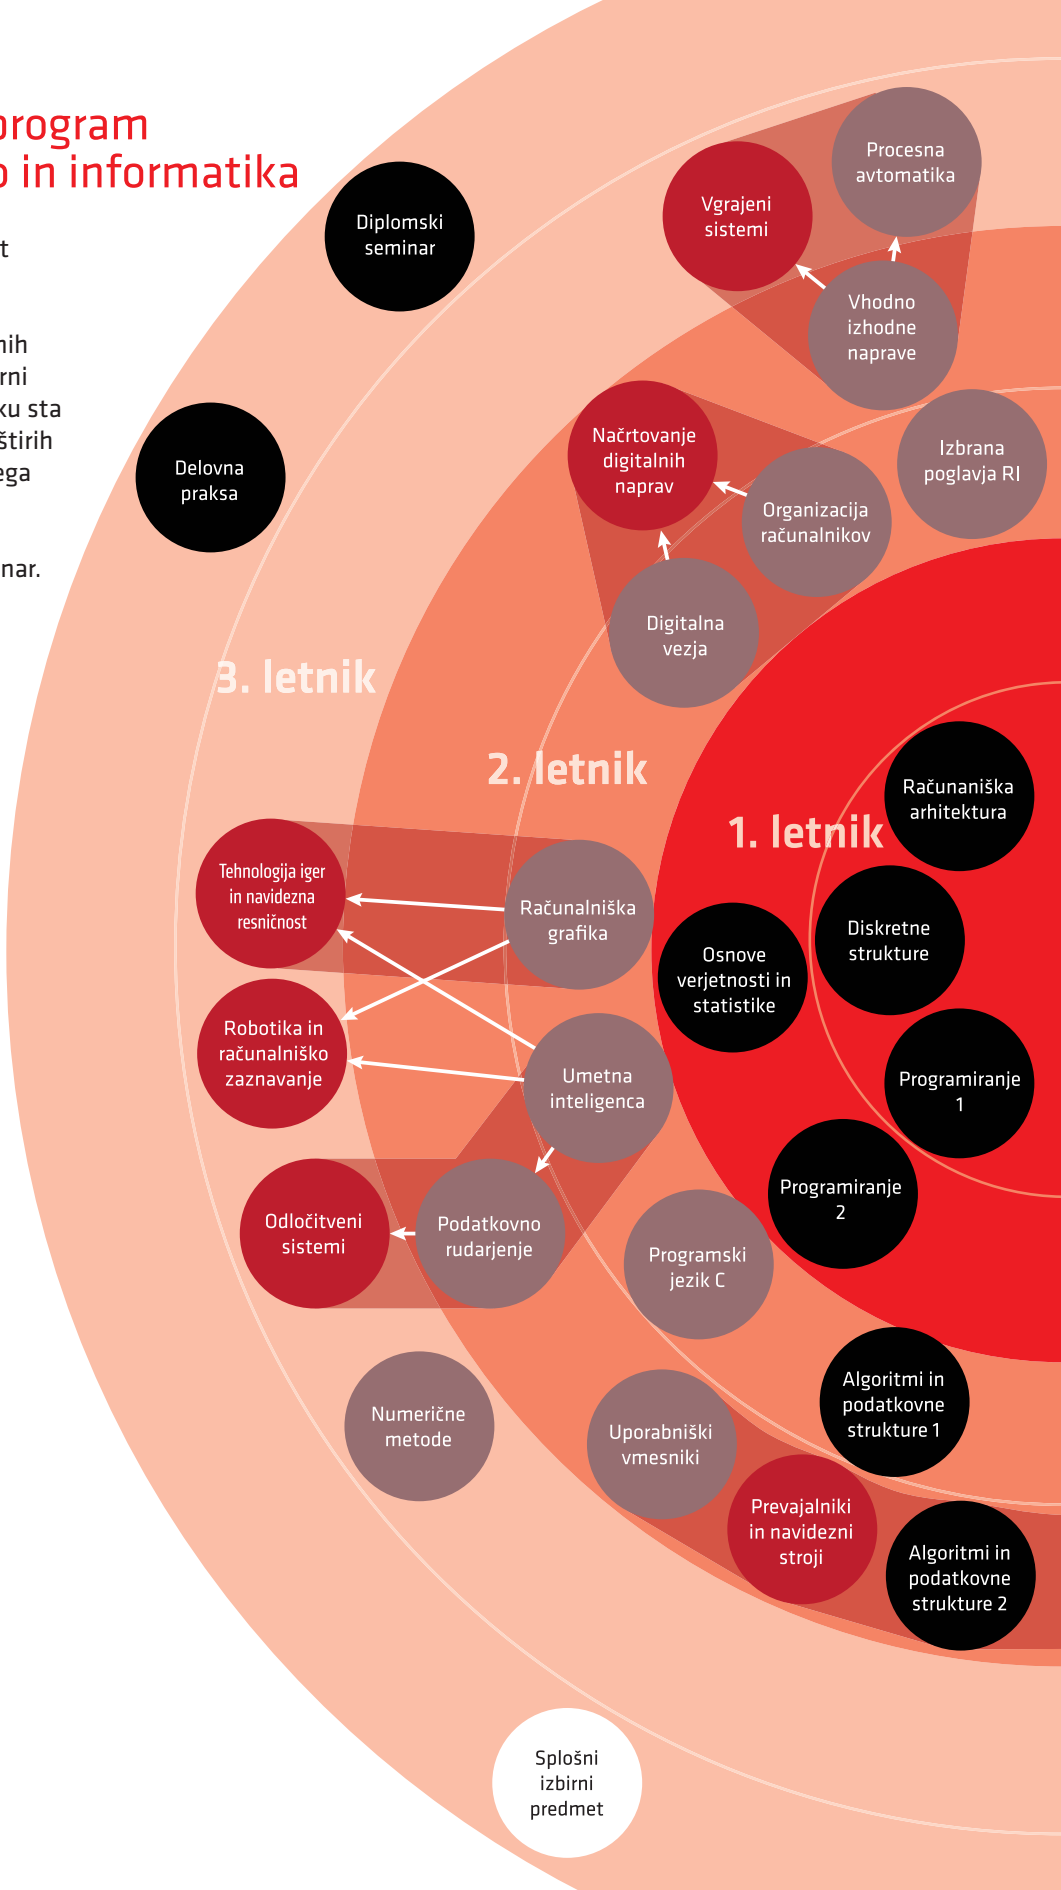 program
o in informatika
t
nih
rni
ku sta
štirih
ega
nar.
Diplomski
seminar
Delovna
praksa
Procesna
avtomatika
Vgrajeni
sistemi
Vhodno
izhodne
naprave
Načrtovanje
digitalnih
naprav
Izbrana
poglavja RI
Organizacija
računalnikov
Digitalna
vezja
3. letnik
2. letnik
1. letnik
Računaniška
arhitektura
Diskretne
strukture
Osnove
verjetnosti in
statistike
Programiranje
1
Programiranje
2
Tehnologija iger
in navidezna
resničnost
Računalniška
grafika
Robotika in
računalniško
zaznavanje
Umetna
inteligenca
Odločitveni
sistemi
Podatkovno
rudarjenje
Programski
jezik C
Numerične
metode
Uporabniški
vmesniki
Algoritmi in
podatkovne
strukture 1
Prevajalniki
in navidezni
stroji
Algoritmi in
podatkovne
strukture 2
Splošni
izbirni
predmet